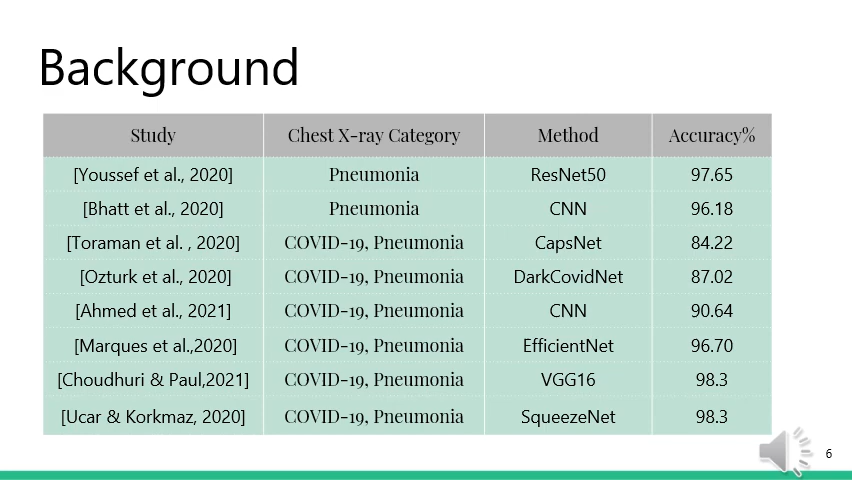 Background
Study Chest X-ray Category Method Accuracy%
[Youssef et al., 2020] Pneumonia ResNet50 97.65
[Bhatt et al., 2020] Pneumonia CNN 96.18
[Toraman et al. , 2020] COVID-19, Pneumonia CapsNet 84.22
[Ozturk et al., 2020] COVID-19, Pneumonia DarkCovidNet 87.02
[Ahmed et al., 2021] COVID-19, Pneumonia CNN 90.64
[Marques et al.,2020] COVID-19, Pneumonia EfficientNet 96.70
[Choudhuri & Paul,2021] COVID-19, Pneumonia VGG16 98.3
[Ucar & Korkmaz, 2020] COVID-19, Pneumonia SqueezeNet 98.3
6